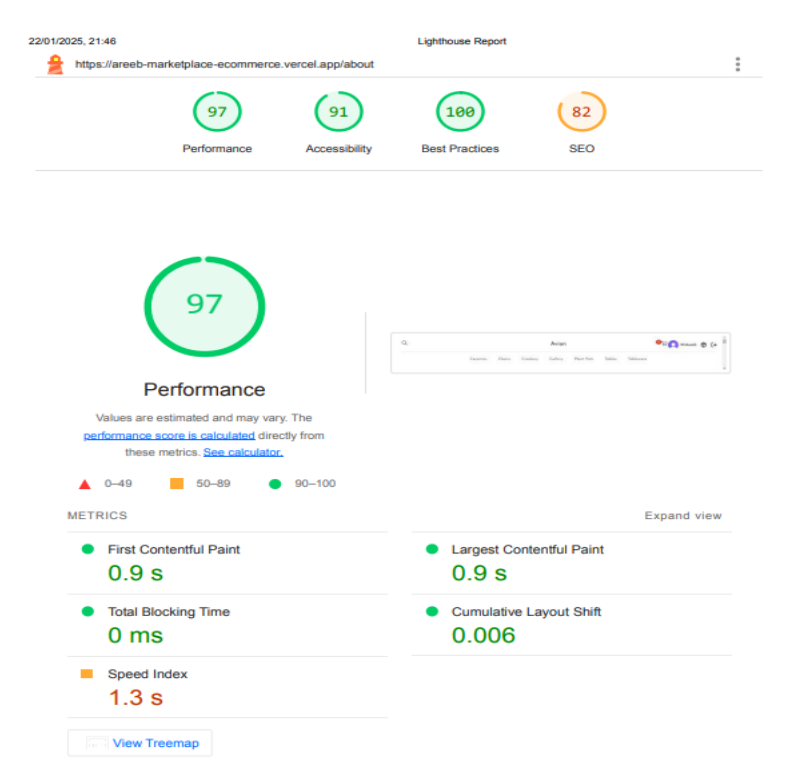 22/01/2025, 21:46 Lighthouse Report
https://areeb-marketplace-ecommerce.vercel.app/about
97 91 100 82
Performance Accessibility Best Practices SEO
97
Avion
Performance
Values are estimated and may vary. The
performance score is calculated directly from
these metrics. See calculator.
0–49 50–89 90–100
METRICS Expand view
First Contentful Paint
0.9 s
Largest Contentful Paint
0.9 s
Total Blocking Time
0 ms
Cumulative Layout Shift
0.006
Speed Index
1.3 s
View Treemap